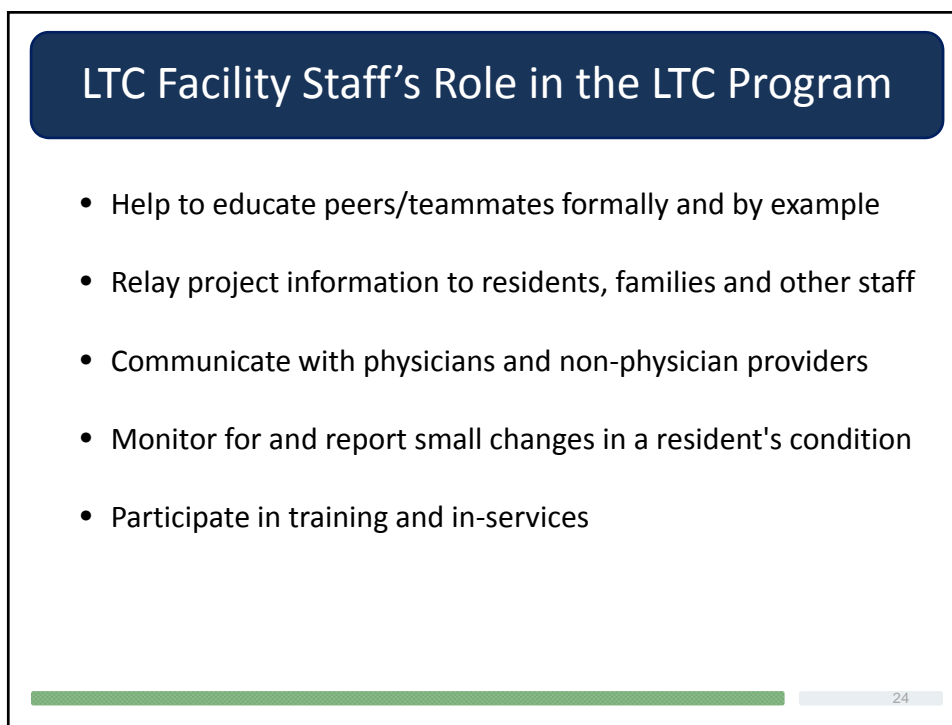 LTC Facility Staff’s Role in the LTC Program
• Help to educate peers/teammates formally and by example
• Relay project information to residents, families and other staff
• Communicate with physicians and non-physician providers
• Monitor for and report small changes in a resident's condition
• Participate in training and in-services
24